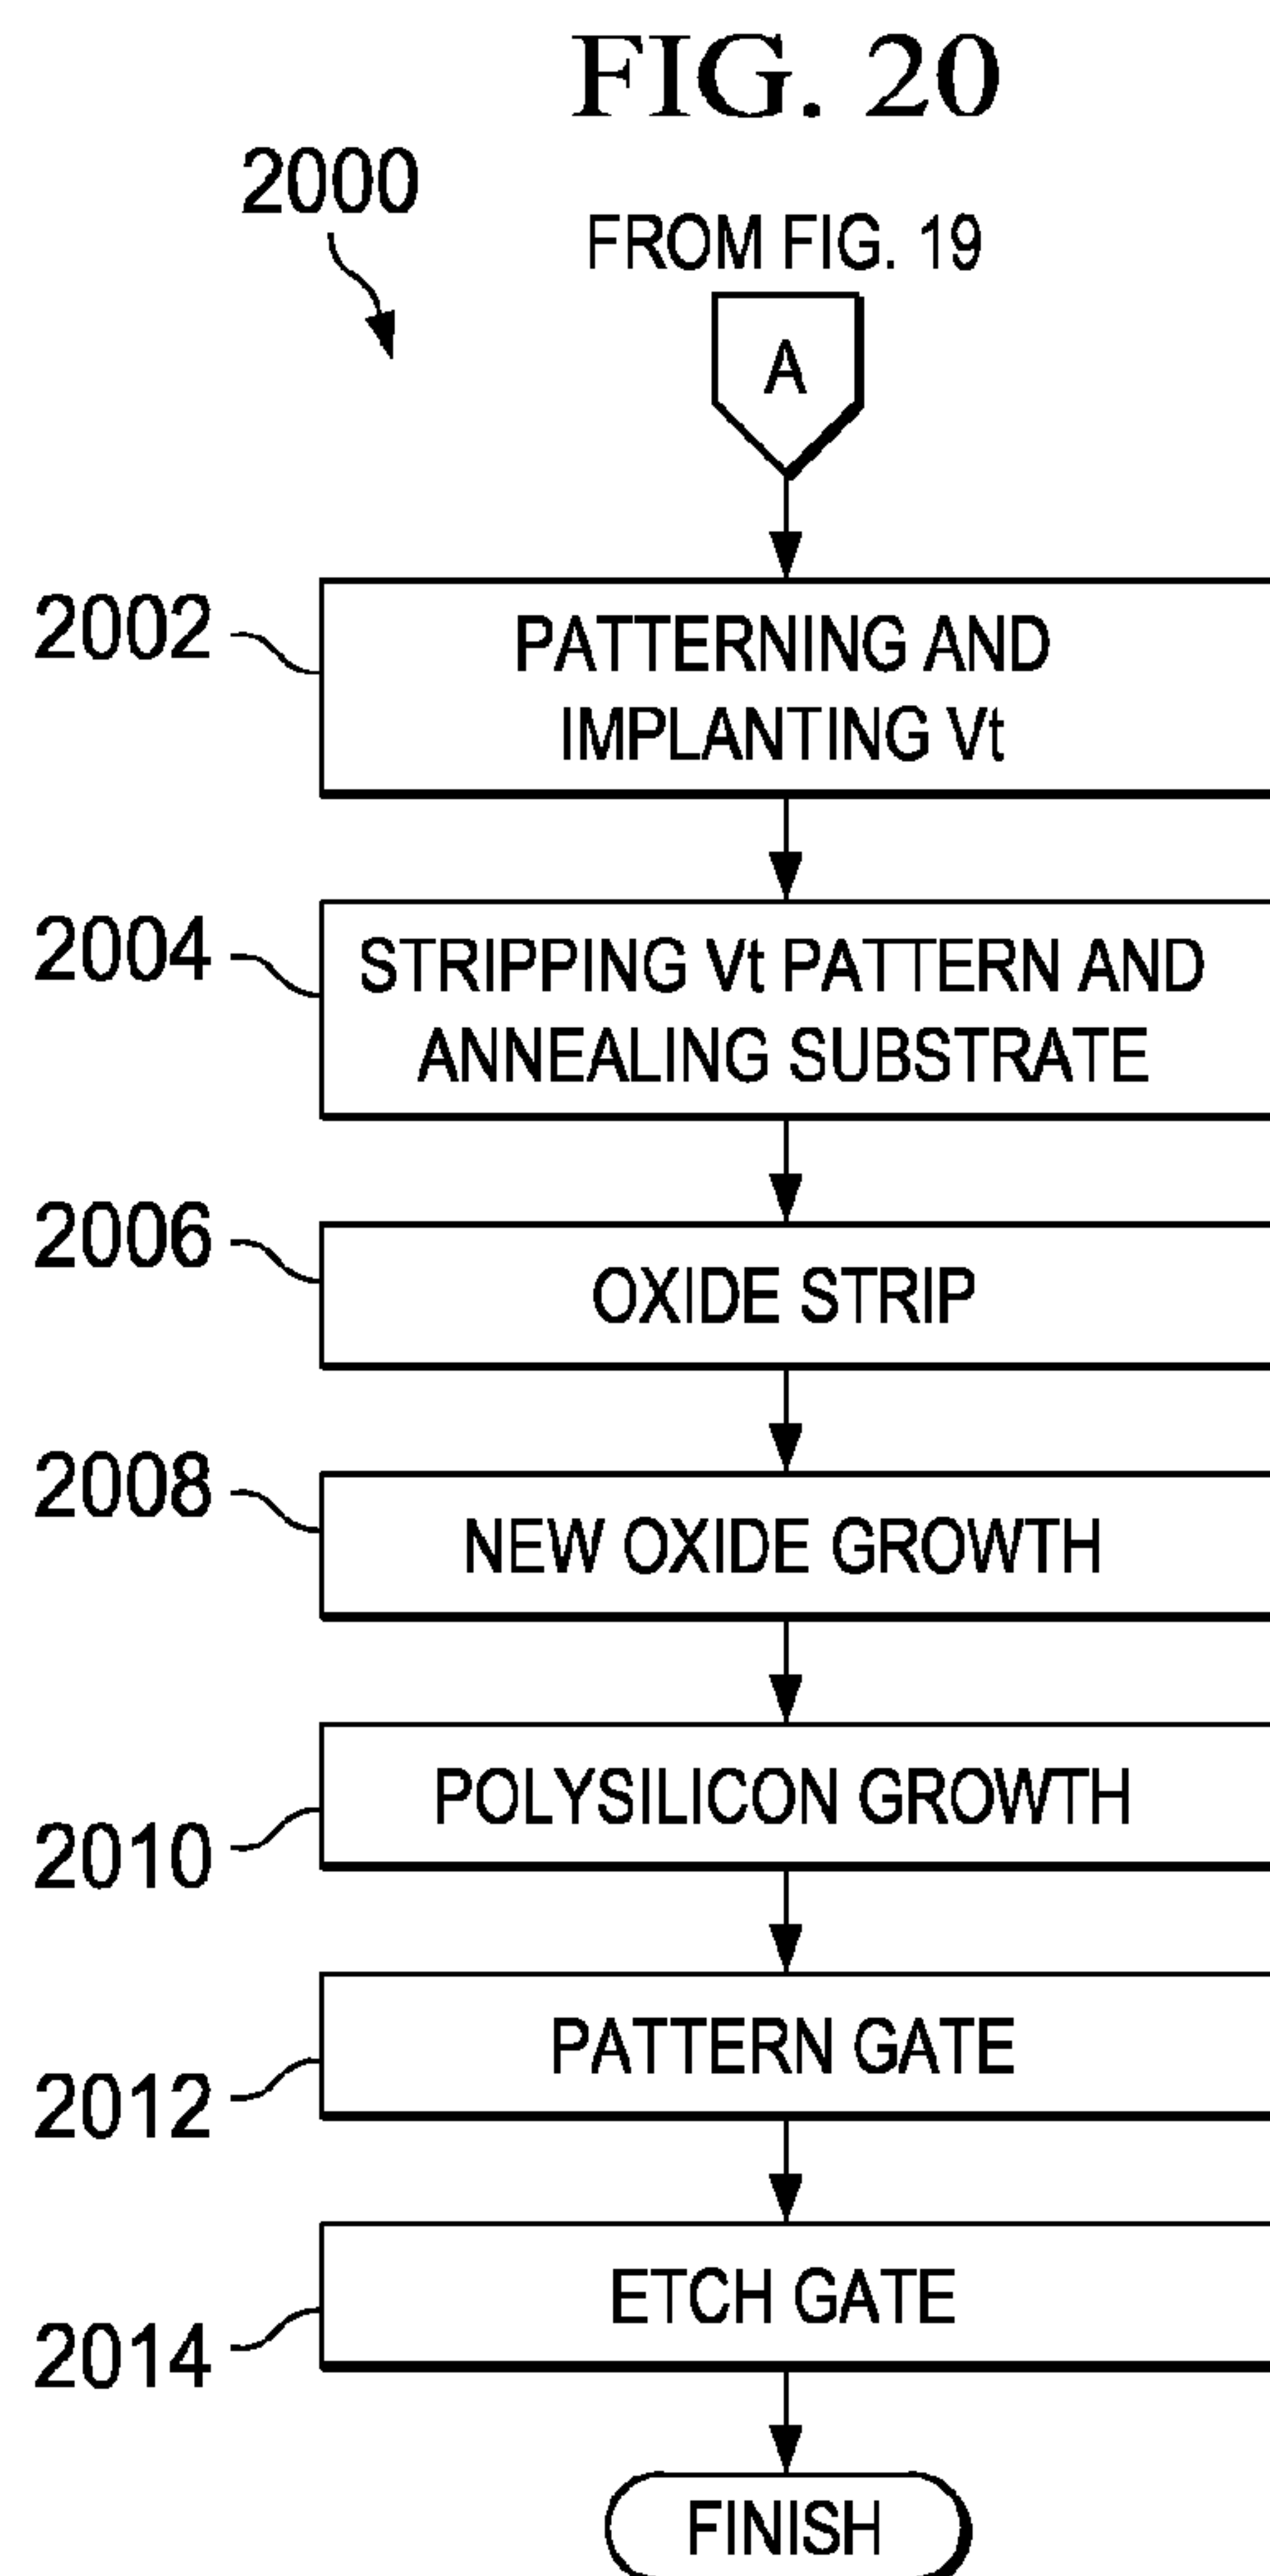 FIG. 20
2000
FROM FIG. 19
A
2002
PATTERNING AND
IMPLANTING Vt
2004
STRIPPING Vt PATTERN AND
ANNEALING SUBSTRATE
2006
OXIDE STRIP
2008
NEW OXIDE GROWTH
2010
POLYSILICON GROWTH
2012
PATTERN GATE
2014
ETCH GATE
FINISH